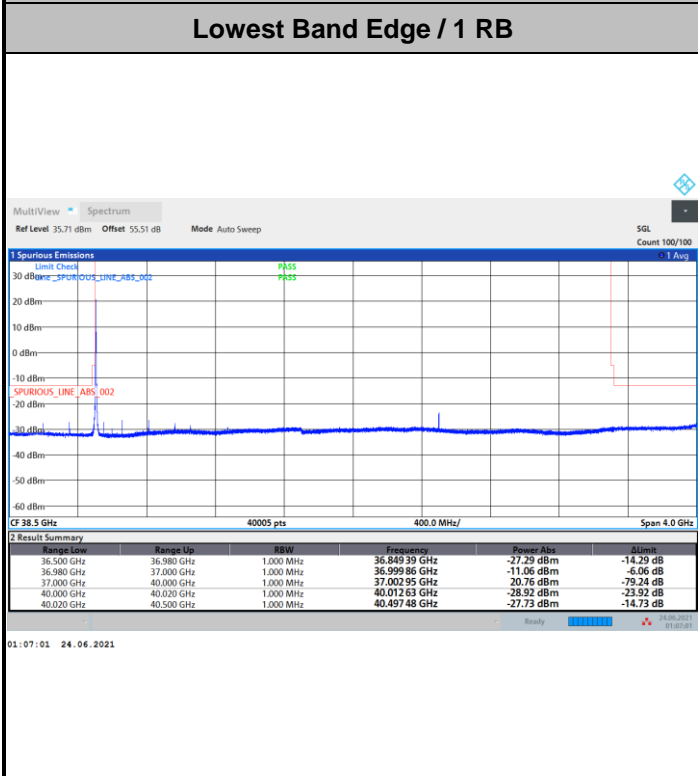 Lowest Band Edge / 1 RB
MultiView Spectrum
Ref Level 35.71 dBm Offset 55.51 dB Mode Auto Sweep SGL
Count 100/100
1 Spurious Emissions 1 Avg
Limit Check PASS
30 dBm Line _SPURIOUS_LINE_ABS_002 PASS
20 dBm
10 dBm
0 dBm
-10 dBm
_SPURIOUS_LINE_ABS_002
-20 dBm
-30 dBm
-40 dBm
-50 dBm
-60 dBm
CF 38.5 GHz 40005 pts 400.0 MHz/ Span 4.0 GHz
2 Result Summary
Range Low Range Up RBW Frequency Power Abs ΔLimit
36.500 GHz 36.980 GHz 1.000 MHz 36.849 39 GHz -27.29 dBm -14.29 dB
36.980 GHz 37.000 GHz 1.000 MHz 36.999 86 GHz -11.06 dBm -6.06 dB
37.000 GHz 40.000 GHz 1.000 MHz 37.002 95 GHz 20.76 dBm -79.24 dB
40.000 GHz 40.020 GHz 1.000 MHz 40.012 63 GHz -28.92 dBm -23.92 dB
40.020 GHz 40.500 GHz 1.000 MHz 40.497 48 GHz -27.73 dBm -14.73 dB
Ready 24.06.2021
01:07:01
01:07:01 24.06.2021